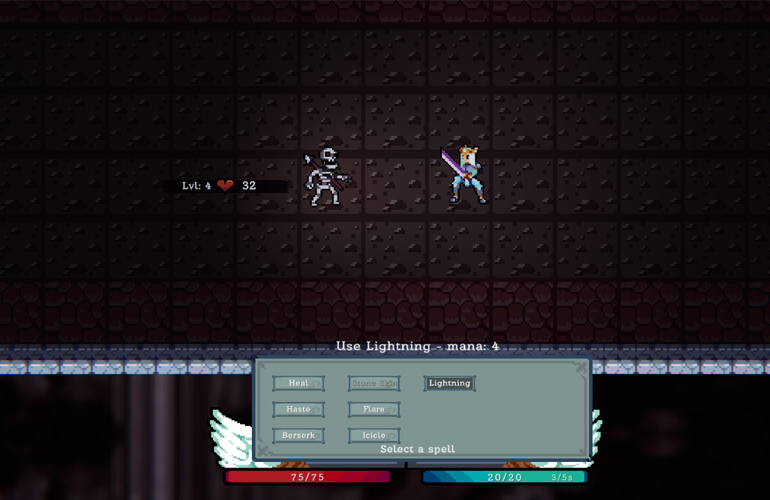 Lvl: 4 32
Use Lightning - mana: 4
Heal Stone Skin Lightning
Haste Flare
Berserk Icicle
Select a spell
75/75 20/20 3/5s